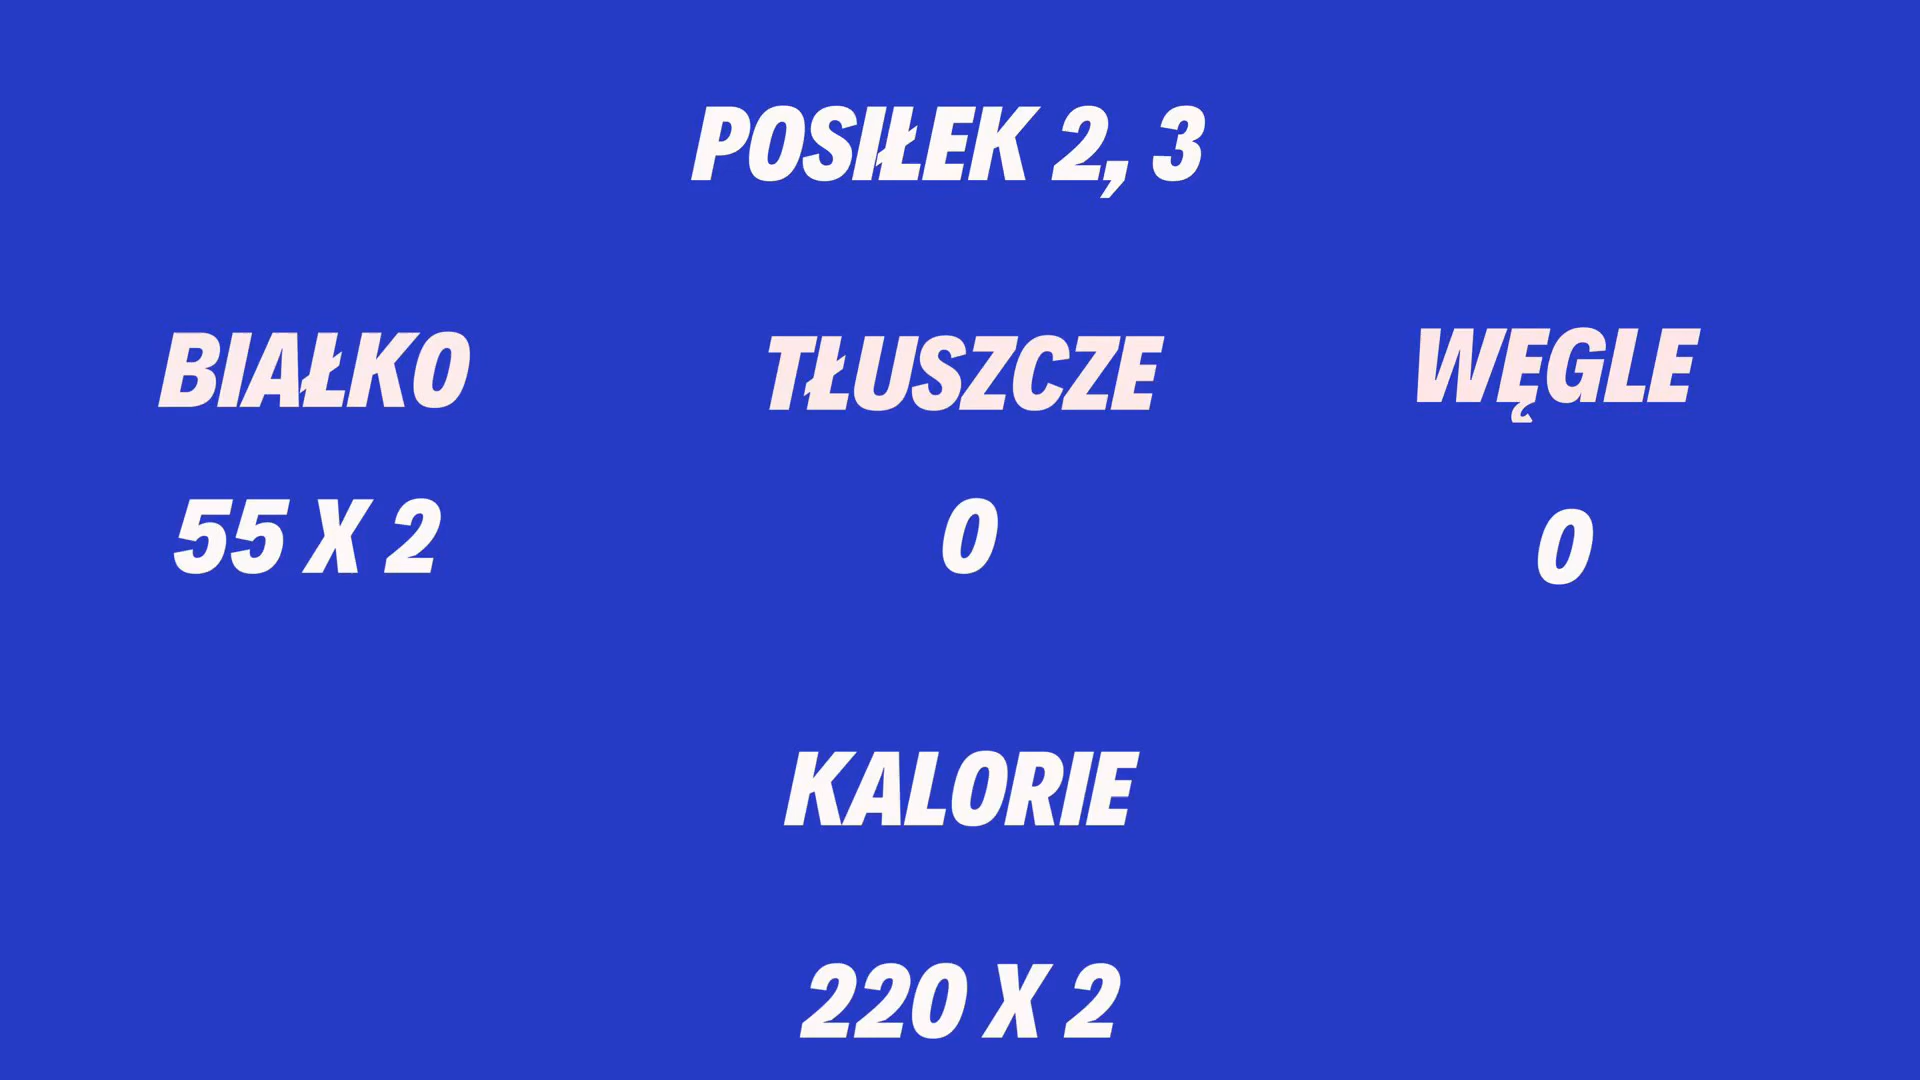 POSIŁEK 2, 3
BIAŁKO TŁUSZCZE WĘGLE
55 X 2 0 0
KALORIE
220 X 2